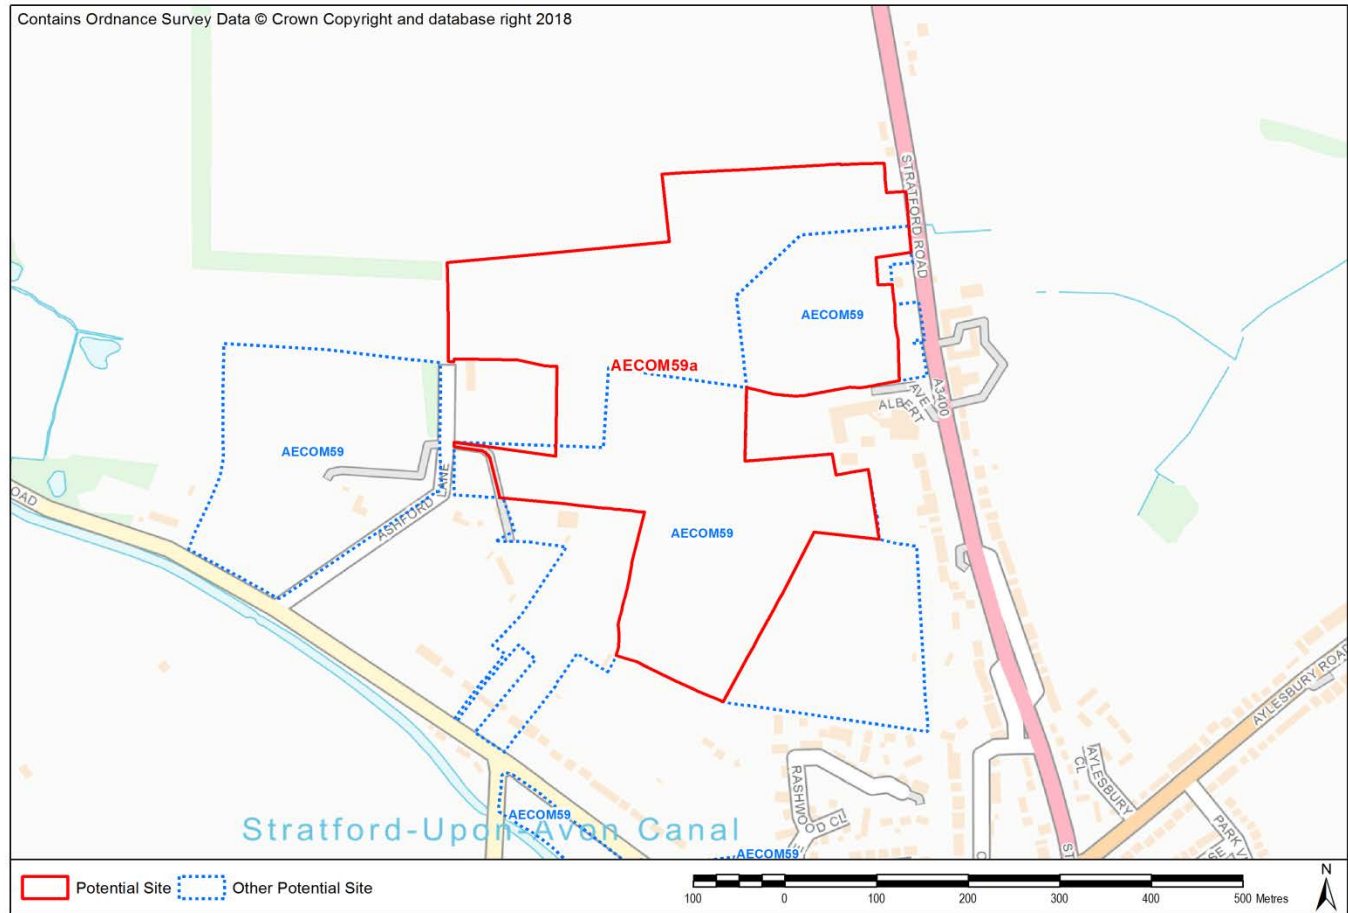 Contains Ordnance Survey Data © Crown Copyright and database right 2018
STRATFORD ROAD
AECOM59
AECOM59a
A3400
ALBERT
AVE
AECOM59
ASHFORD LANE
OAD
AECOM59
AYLESBURY ROAD
AYLESBURY
CL
RASHWOOD CL
PARK V
SE
AECOM59
Stratford-Upon-Avon Canal
AECOM59
C
ST
Potential Site
Other Potential Site
100 0 100 200 300 400 500 Metres
N